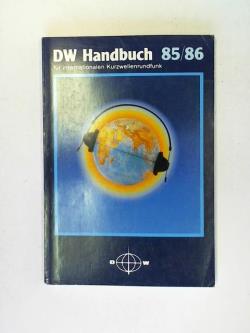 DW Handbuch 85/86
für internationalen Kurzwellenrundfunk
D W